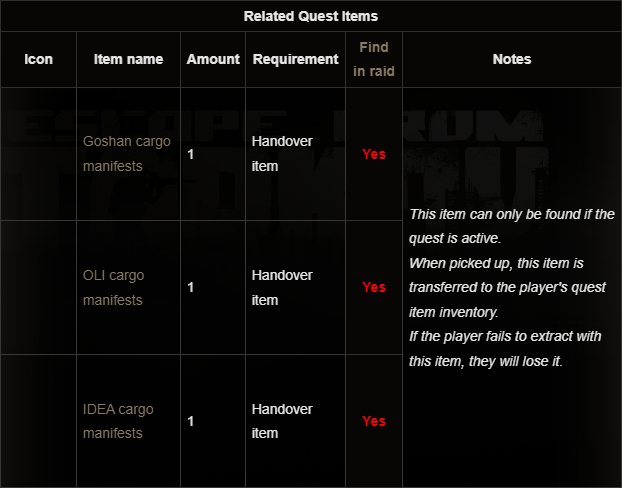 Related Quest Items
Icon
Item name
Amount
Requirement
Find
in raid
Notes
Goshan cargo
manifests
1
Handover
item
Yes
OLI cargo
manifests
1
Handover
item
Yes
IDEA cargo
manifests
1
Handover
item
Yes
This item can only be found if the
quest is active.
When picked up, this item is
transferred to the player's quest
item inventory.
If the player fails to extract with
this item, they will lose it.
ESCAPE FROM
TARKOV